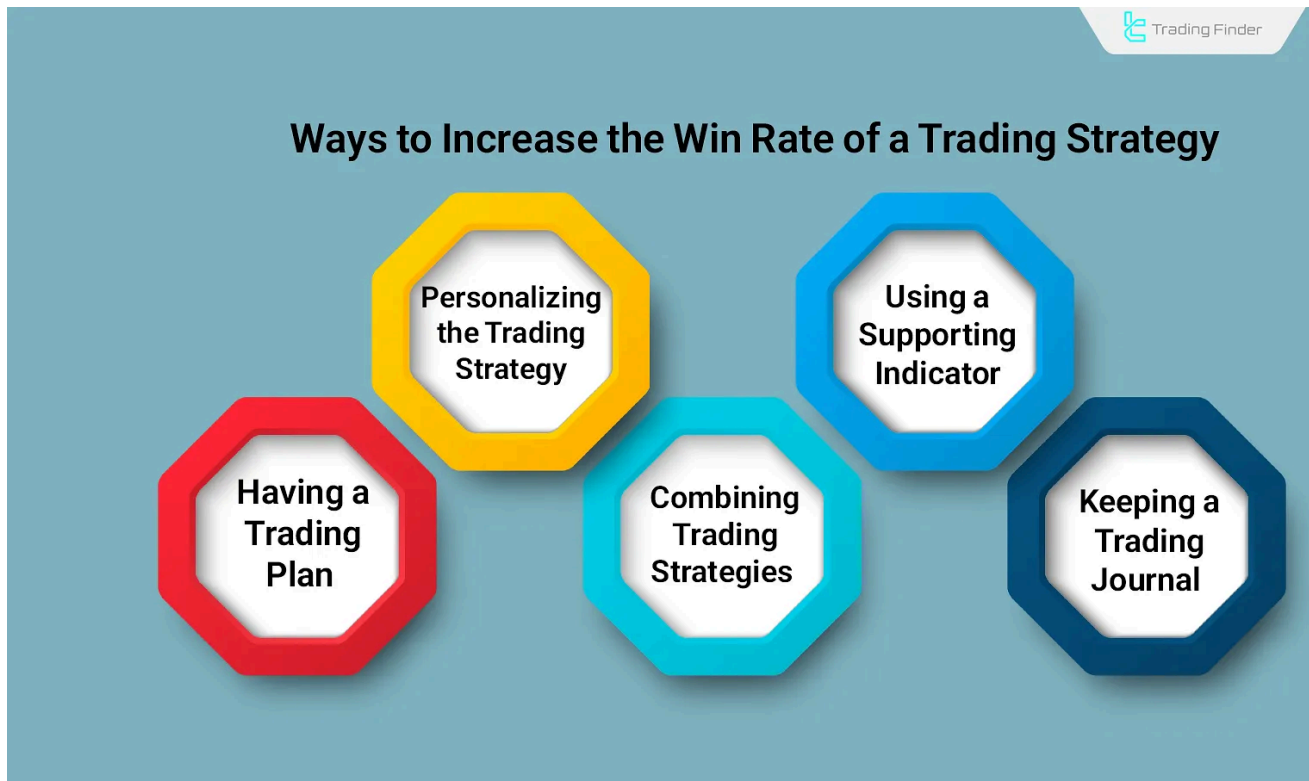 Trading Finder
Ways to Increase the Win Rate of a Trading Strategy
Having a
Trading
Plan
Personalizing
the Trading
Strategy
Combining
Trading
Strategies
Using a
Supporting
Indicator
Keeping a
Trading
Journal